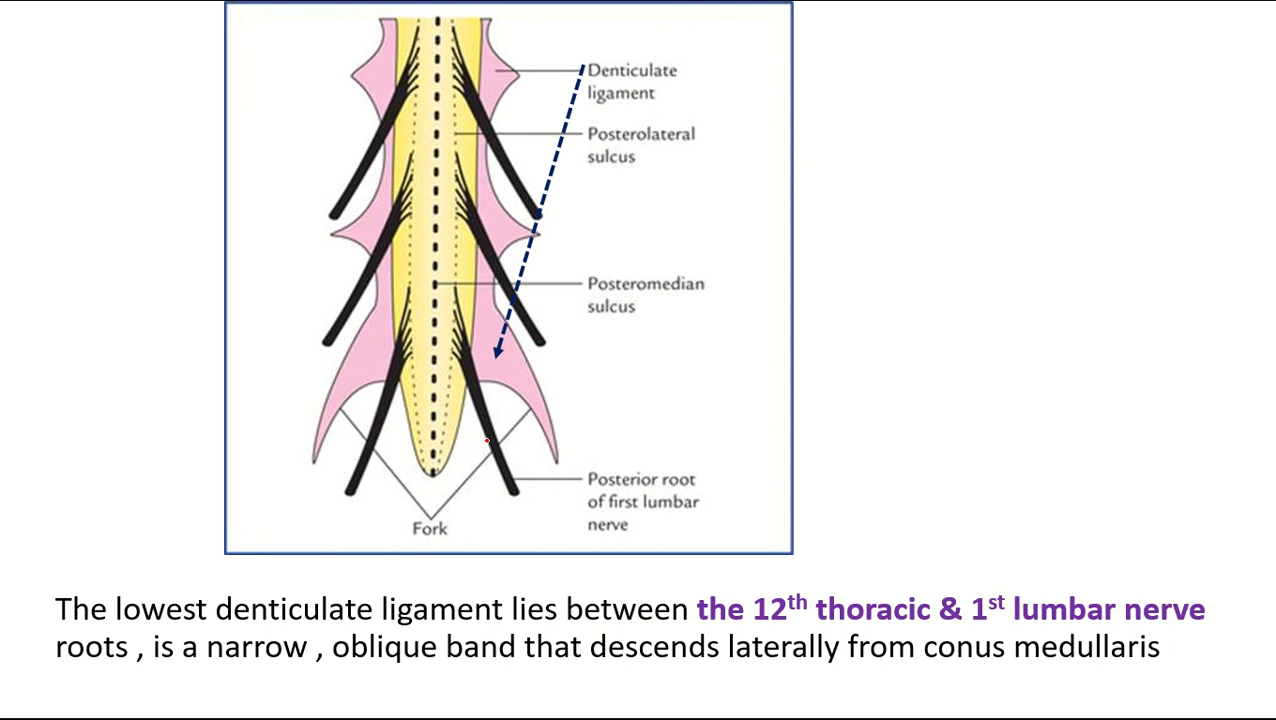 Denticulate
ligament
Posterolateral
sulcus
Posteromedian
sulcus
Posterior root
of first lumbar
nerve
Fork
The lowest denticulate ligament lies between the 12th thoracic & 1st lumbar nerve
roots , is a narrow , oblique band that descends laterally from conus medullaris